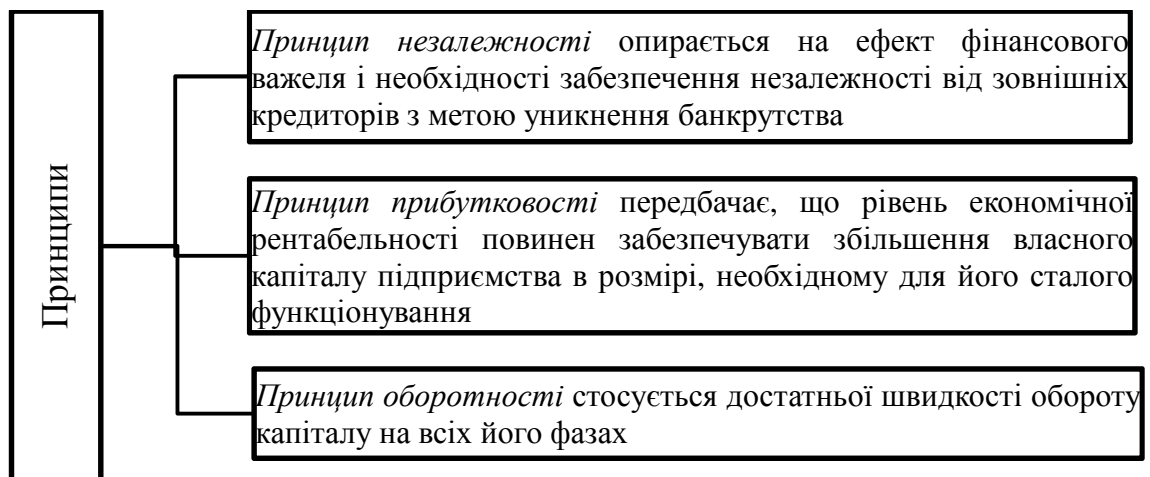 Принципи
Принцип незалежності опирається на ефект фінансового
важеля і необхідності забезпечення незалежності від зовнішніх
кредиторів з метою уникнення банкрутства
Принцип прибутковості передбачає, що рівень економічної
рентабельності повинен забезпечувати збільшення власного
капіталу підприємства в розмірі, необхідному для його сталого
функціонування
Принцип оборотності стосується достатньої швидкості обороту
капіталу на всіх його фазах